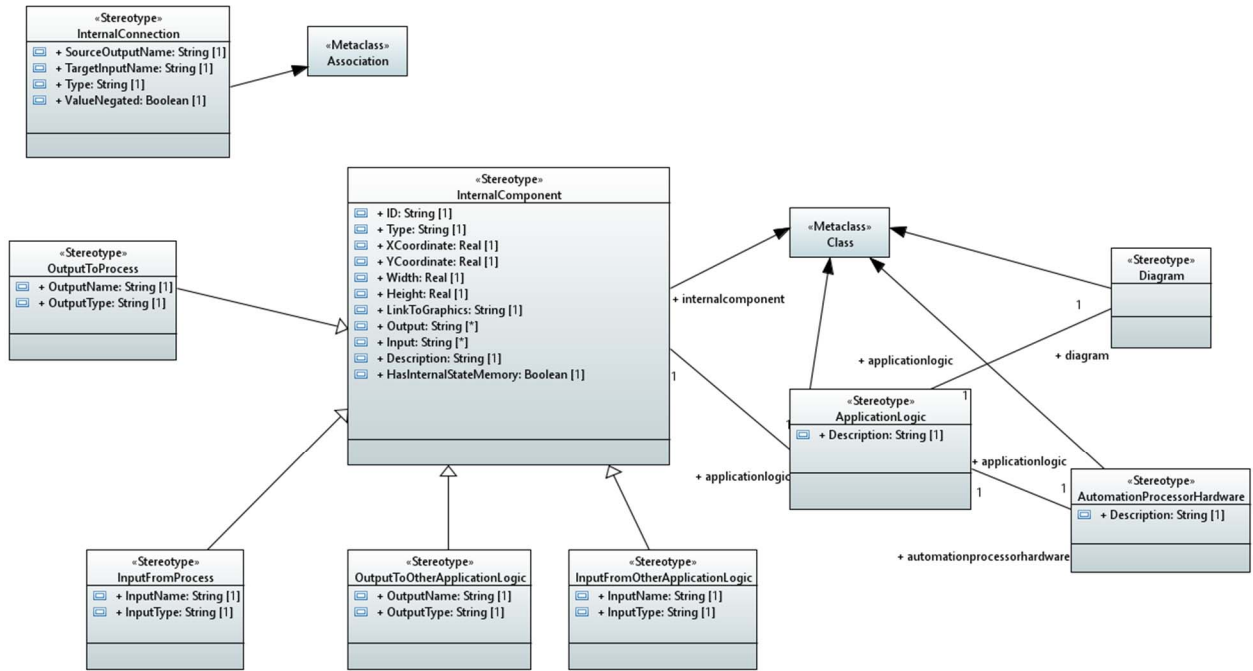 «Stereotype»
InternalConnection
+ SourceOutputName: String [1]
+ TargetInputName: String [1]
+ Type: String [1]
+ ValueNegated: Boolean [1]
«Metaclass»
Association
«Stereotype»
InternalComponent
+ ID: String [1]
+ Type: String [1]
+ XCoordinate: Real [1]
+ YCoordinate: Real [1]
+ Width: Real [1]
+ Height: Real [1]
+ LinkToGraphics: String [1]
+ Output: String [*]
+ Input: String [*]
+ Description: String [1]
+ HasInternalStateMemory: Boolean [1]
«Stereotype»
OutputToProcess
+ OutputName: String [1]
+ OutputType: String [1]
«Metaclass»
Class
«Stereotype»
Diagram
+ internalcomponent
1
+ diagram
+ applicationlogic
1
1
1
«Stereotype»
ApplicationLogic
+ Description: String [1]
+ applicationlogic
+ applicationlogic
1
1
«Stereotype»
AutomationProcessorHardware
+ Description: String [1]
+ automationprocessorhardware
«Stereotype»
InputFromProcess
+ InputName: String [1]
+ InputType: String [1]
«Stereotype»
OutputToOtherApplicationLogic
+ OutputName: String [1]
+ OutputType: String [1]
«Stereotype»
InputFromOtherApplicationLogic
+ InputName: String [1]
+ InputType: String [1]